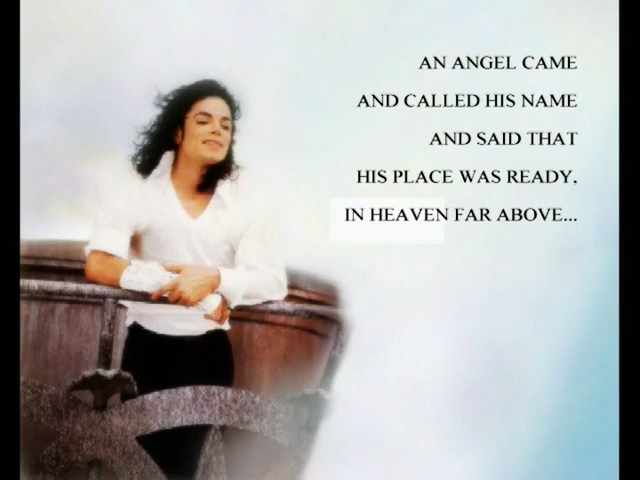 AN ANGEL CAME
AND CALLED HIS NAME
AND SAID THAT
HIS PLACE WAS READY,
IN HEAVEN FAR ABOVE...